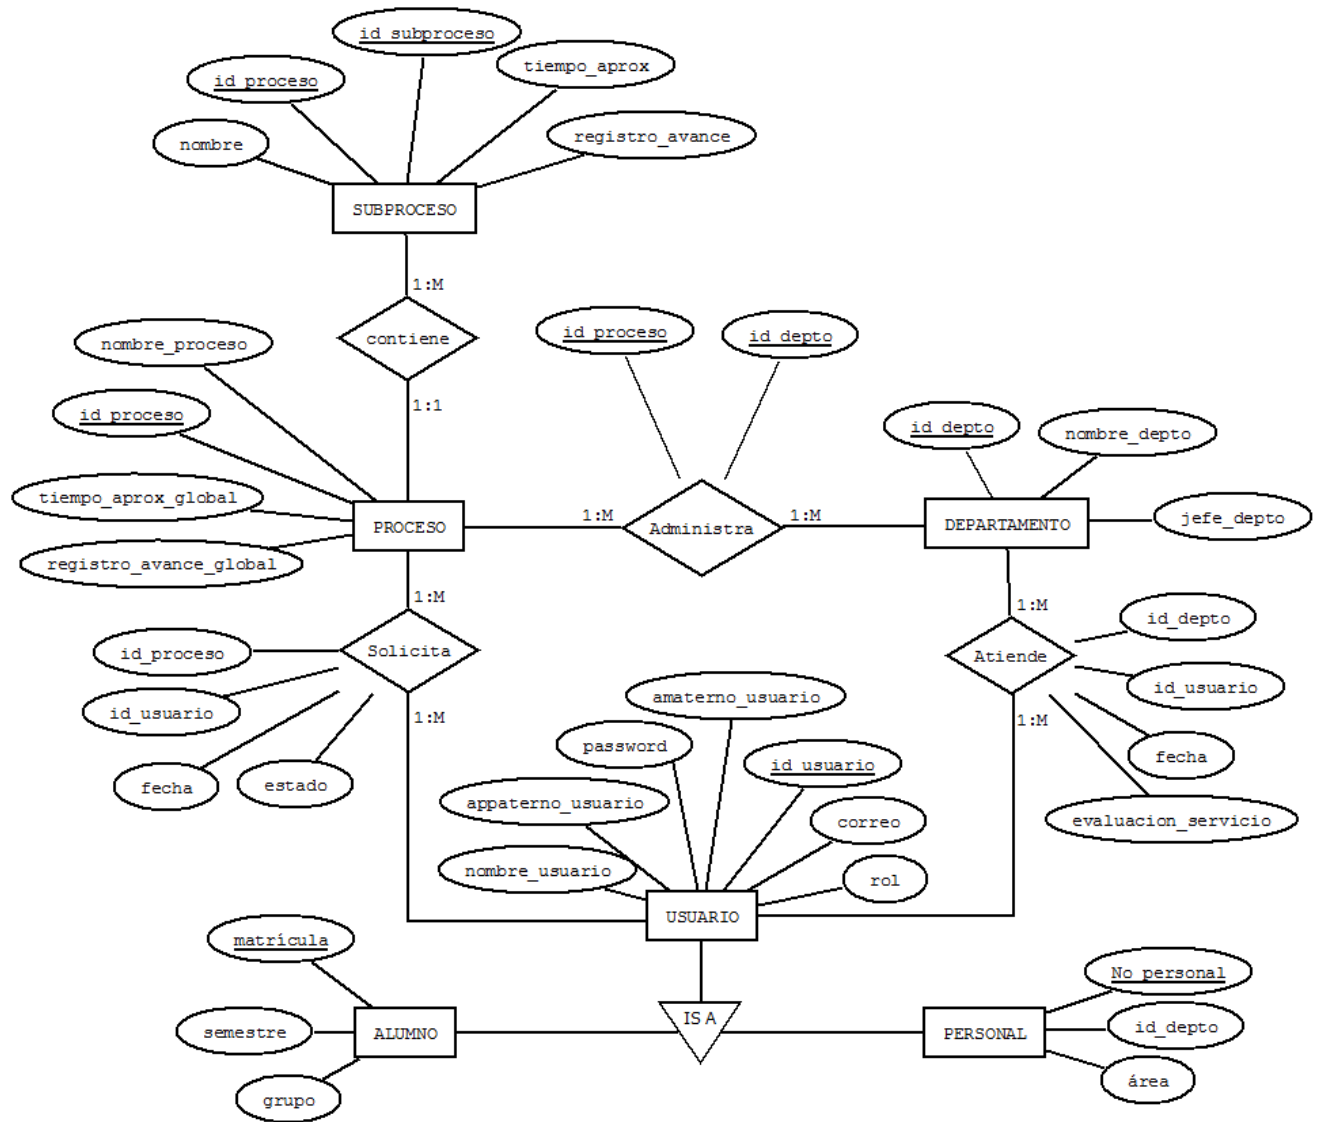 id_subproceso
id_proceso
tiempo_aprox
nombre
registro_avance
SUBPROCESO
1:M
contiene
1:1
nombre_proceso
id_proceso
tiempo_aprox_global
registro_avance_global
PROCESO
id_proceso
id_depto
1:M
Administra
1:M
id_depto
nombre_depto
jefe_depto
DEPARTAMENTO
1:M
Solicita
1:M
id_proceso
id_usuario
fecha
estado
1:M
Atiende
1:M
id_depto
id_usuario
fecha
evaluacion_servicio
amaterno_usuario
password
id_usuario
appaterno_usuario
correo
nombre_usuario
rol
USUARIO
IS A
matrícula
semestre
grupo
ALUMNO
PERSONAL
No_personal
id_depto
área